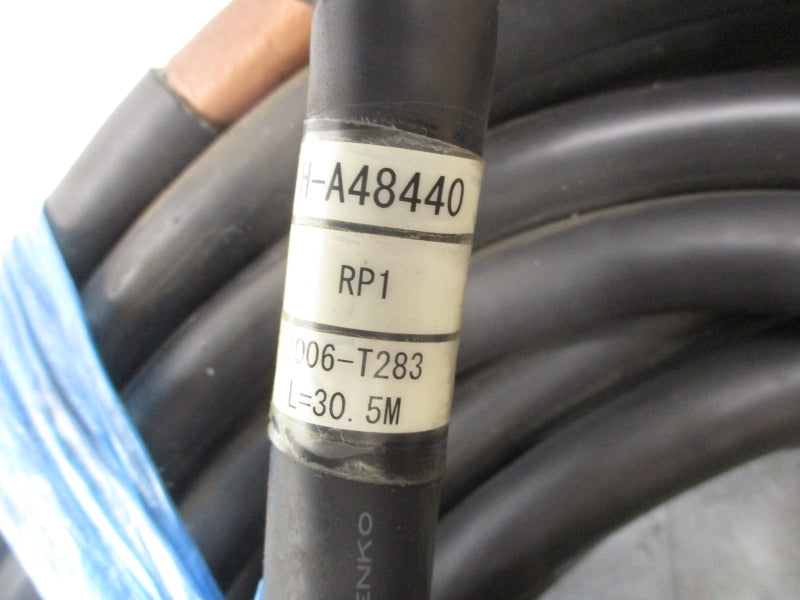 H-A48440
RP1
006-T283
L=30.5M
ENKO